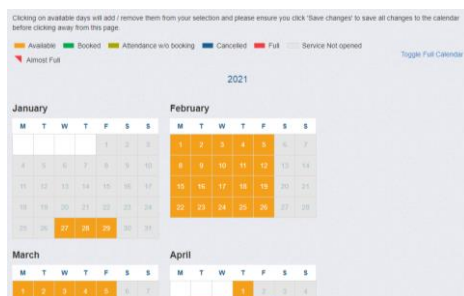 Clicking on available days will add / remove them from your selection and please ensure you click 'Save changes' to save all changes to the calendar
before clicking away from this page.
Available Booked Attendance w/o booking Cancelled Full Service Not opened
Almost Full
Toggle Full Calendar
2021
January
M T W T F S S
1 2 3
4 5 6 7 8 9 10
11 12 13 14 15 16 17
18 19 20 21 22 23 24
25 26 27 28 29 30 31
February
M T W T F S S
1 2 3 4 5 6 7
8 9 10 11 12 13 14
15 16 17 18 19 20 21
22 23 24 25 26 27 28
March
M T W T F S S
1 2 3 4 5 6 7
April
M T W T F S S
1 2 3 4